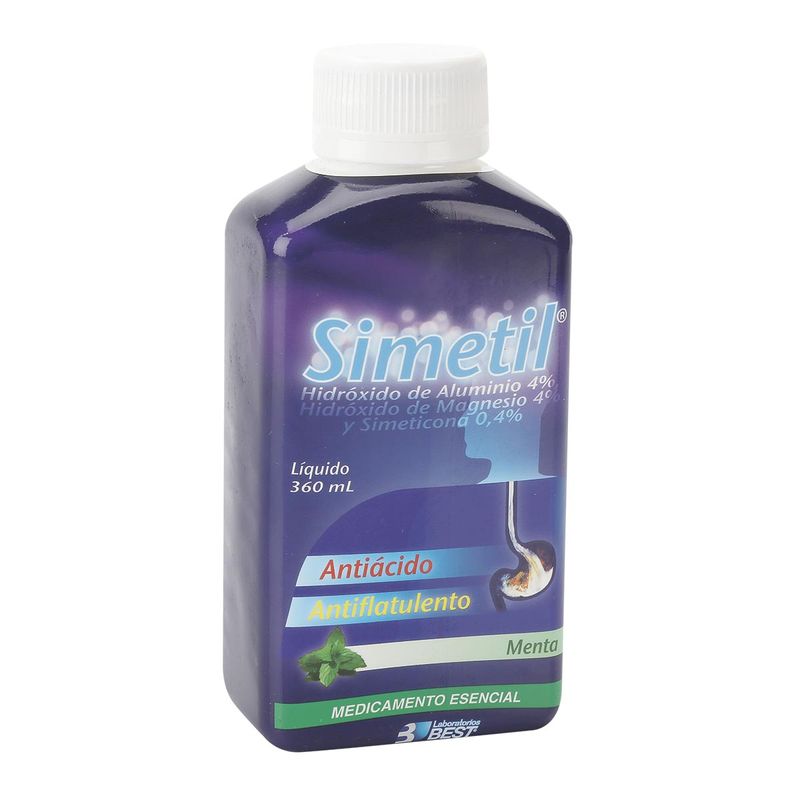 Simetil®
Hidróxido de Aluminio 4%,
Hidróxido de Magnesio 4%
y Simeticona 0,4%
Líquido
360 mL
Antiácido
Antiflatulento
Menta
MEDICAMENTO ESENCIAL
Laboratorios
BEST